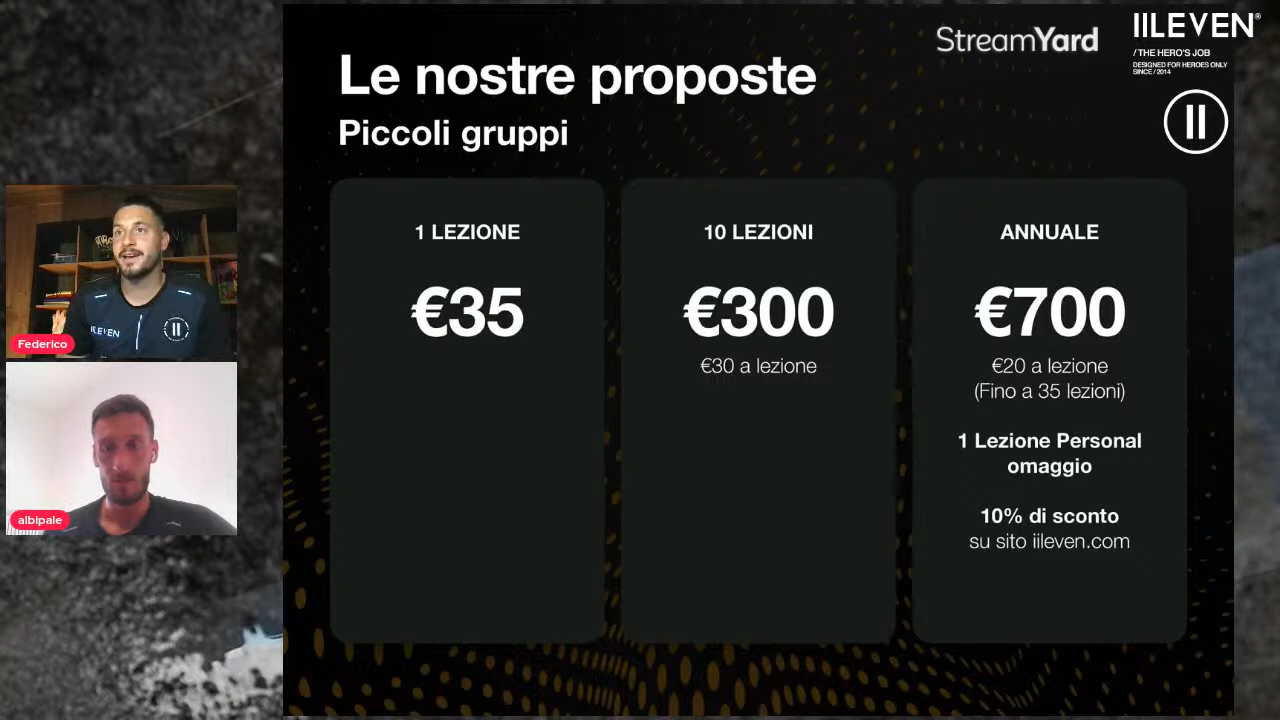 StreamYard
IILEVEN®
/ THE HERO'S JOB
DESIGNED FOR HEROES ONLY
SINCE / 2014
Le nostre proposte
Piccoli gruppi
1 LEZIONE
€35
10 LEZIONI
€300
€30 a lezione
ANNUALE
€700
€20 a lezione
(Fino a 35 lezioni)
1 Lezione Personal
omaggio
10% di sconto
su sito iileven.com
IILEVEN
Federico
albipale